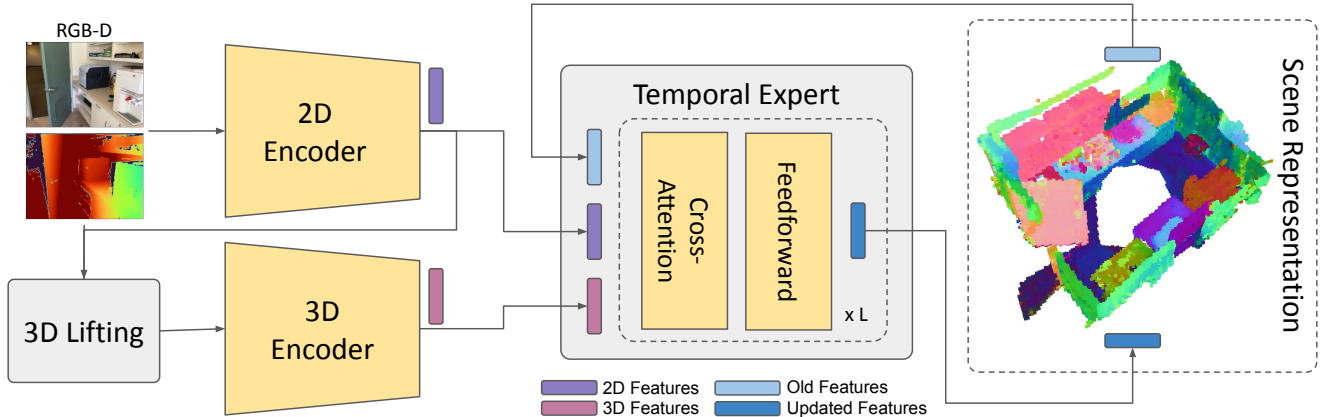 RGB-D
2D
Encoder
3D Lifting
3D
Encoder
Temporal Expert
Cross-
Attention
Feedforward
x L
2D Features
3D Features
Old Features
Updated Features
Scene Representation